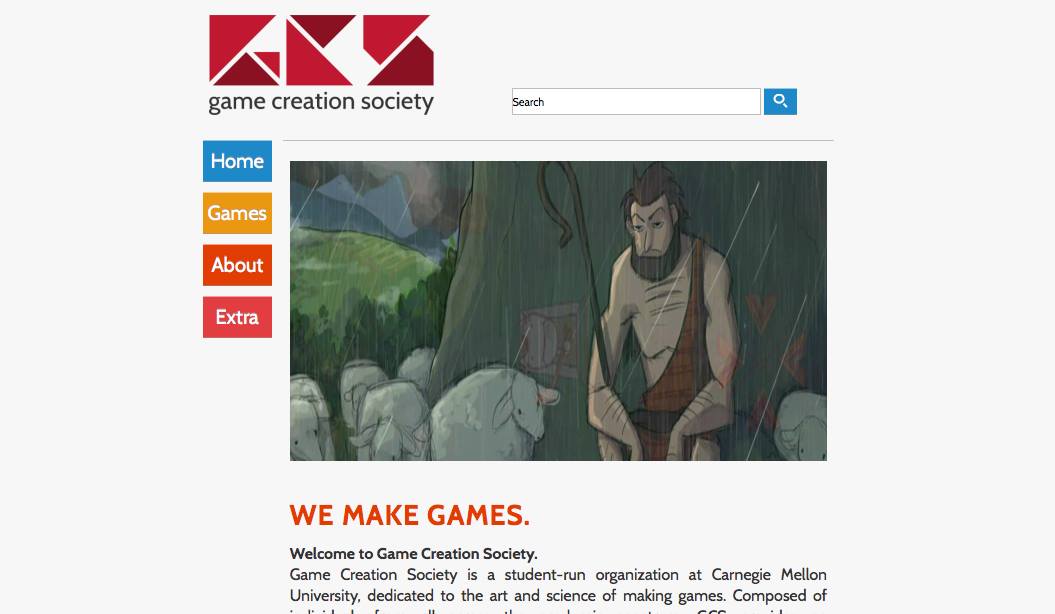 game creation society
Search
Home
Games
About
Extra
WE MAKE GAMES.
Welcome to Game Creation Society.
Game Creation Society is a student-run organization at Carnegie Mellon
University, dedicated to the art and science of making games. Composed of